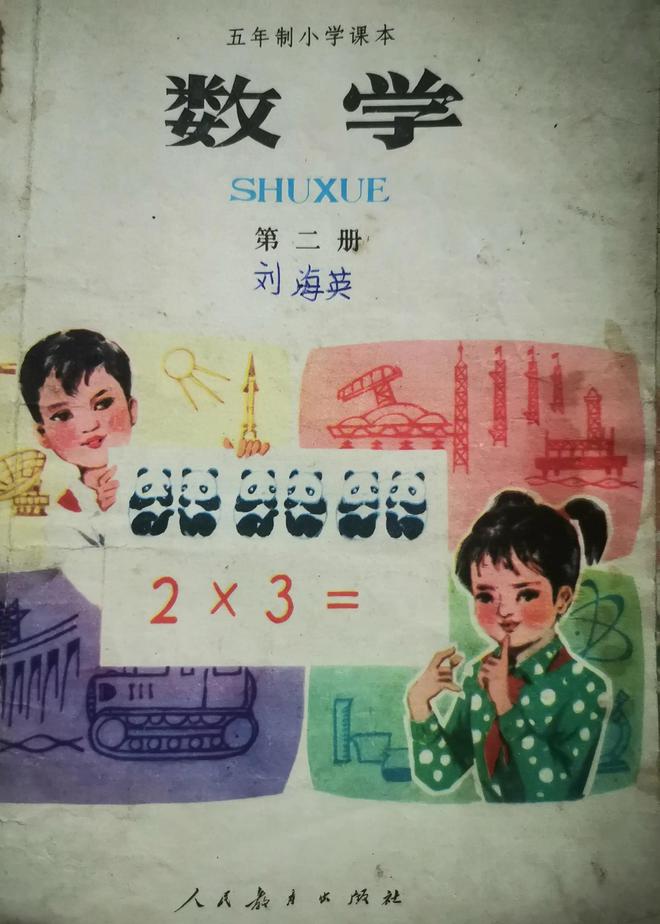 五年制小学课本
数学
SHUXUE
第二册
刘海英
2 × 3 =
人民教育出版社